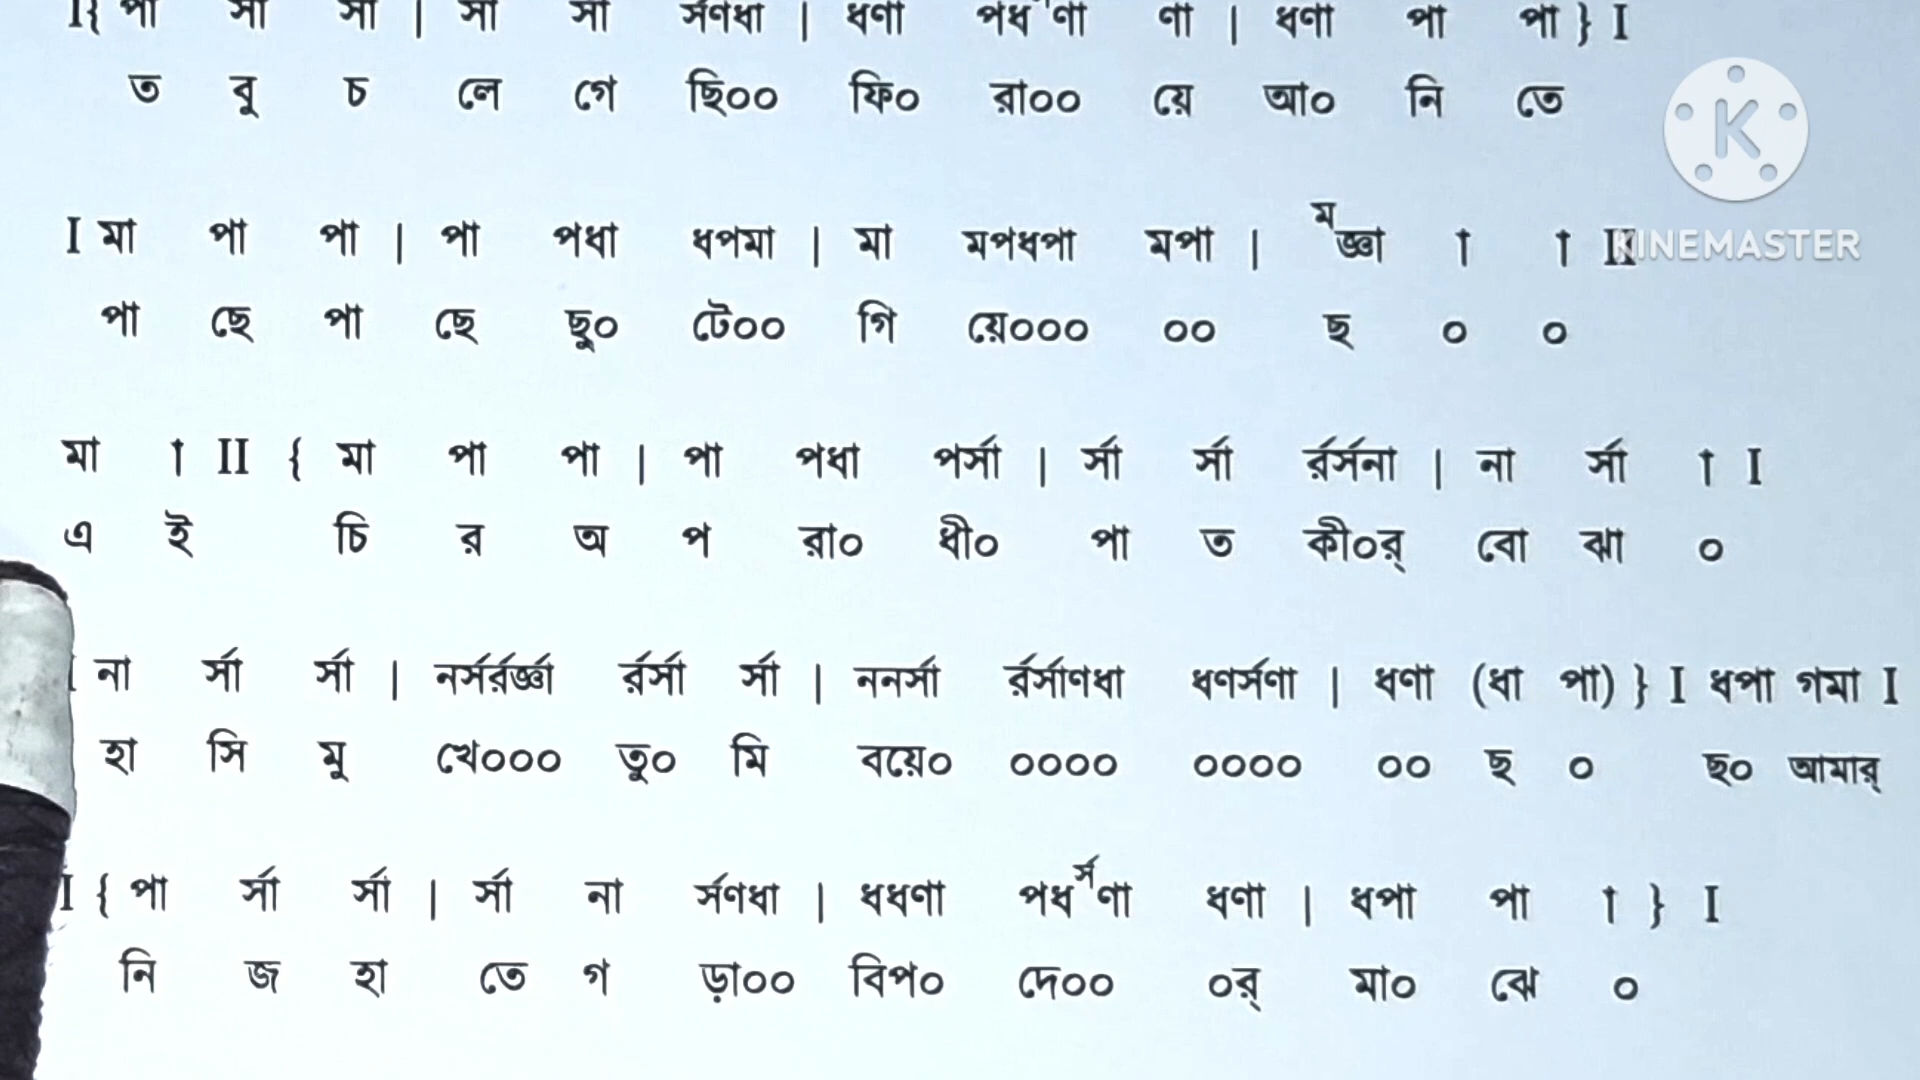 I{ পা র্সা র্সা | র্সা র্সা র্সণধা | ধণা পধ ণা ণা | ধণা পা পা } I
ত বু চ লে গে ছি০০ ফি০ রা০০ য়ে আ০ নি তে
I মা পা পা | পা পধা ধপমা | মা মপধপা মপা | মজ্ঞা † † II
পা ছে পা ছে ছু০ টে০০ গি য়ে০০০ ০০ ছ ০ ০
মা † II { মা পা পা | পা পধা পর্সা | র্সা র্সা র্রর্সনা | না র্সা † I
এ ই চি র অ প রা০ ধী০ পা ত কী০র্ বো ঝা ০
I না র্সা র্সা | নর্সর্রর্জ্ঞা র্রর্সা র্সা | ননর্সা র্রর্সাণধা ধণর্সণা | ধণা (ধা পা) } I ধপা গমা I
হা সি মু খে০০০ তু০ মি বয়ে০ ০০০০ ০০০০ ০০ ছ ০ ছ০ আমার্
I { পা র্সা র্সা | র্সা না র্সণধা | ধধণা পধর্সণা ধণা | ধপা পা † } I
নি জ হা তে গ ড়া০০ বিপ০ দে০০ ০র্ মা০ ঝে ০
K
KINEMASTER